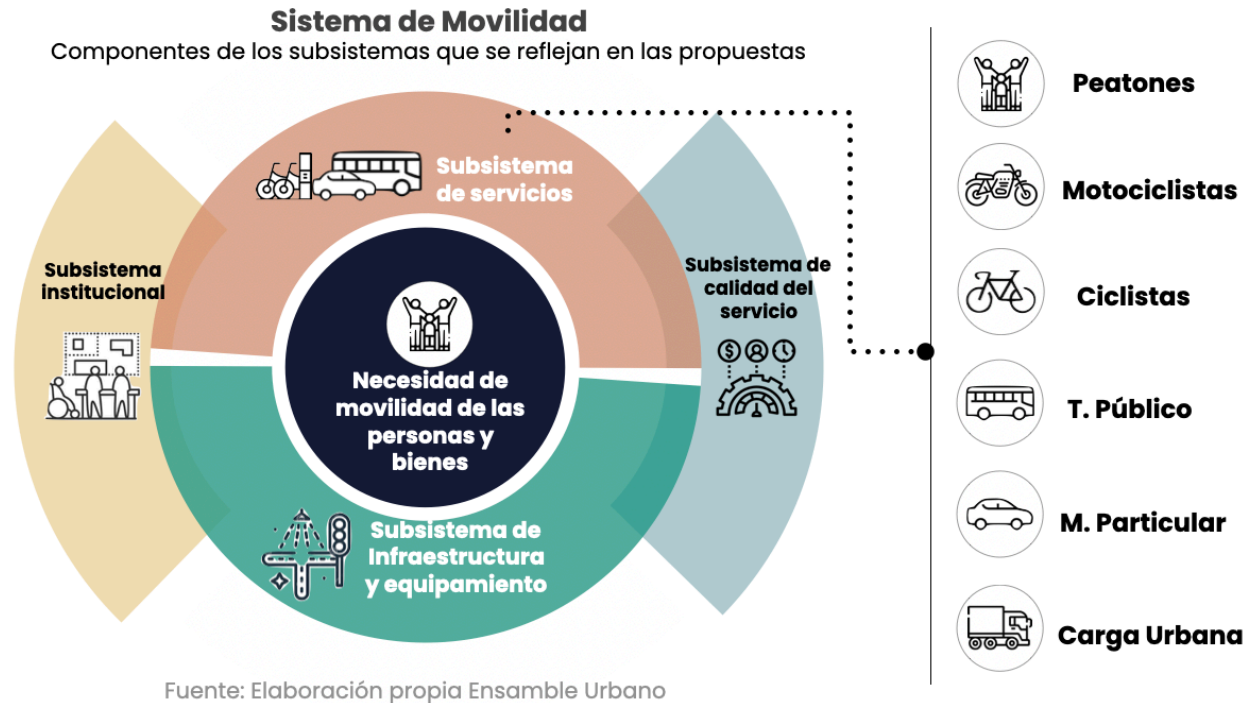 Sistema de Movilidad
Componentes de los subsistemas que se reflejan en las propuestas
Subsistema
de servicios
Subsistema
institucional
Subsistema de
calidad del
servicio
$
Necesidad de
movilidad de las
personas y
bienes
Subsistema de
Infraestructura
y equipamiento
Peatones
Motociclistas
Ciclistas
T. Público
M. Particular
Carga Urbana
Fuente: Elaboración propia Ensamble Urbano